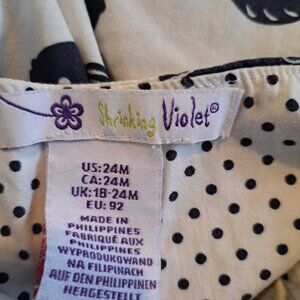 Shrinking Violet®
US: 24M
CA: 24M
UK: 18-24M
EU: 92
MADE IN
PHILIPPINES
FABRIQUÉ AUX
PHILIPPINES
WYPRODUKOWANO
NA FILIPINACH
AUF DEN PHILIPPINEN
HERGESTELLT